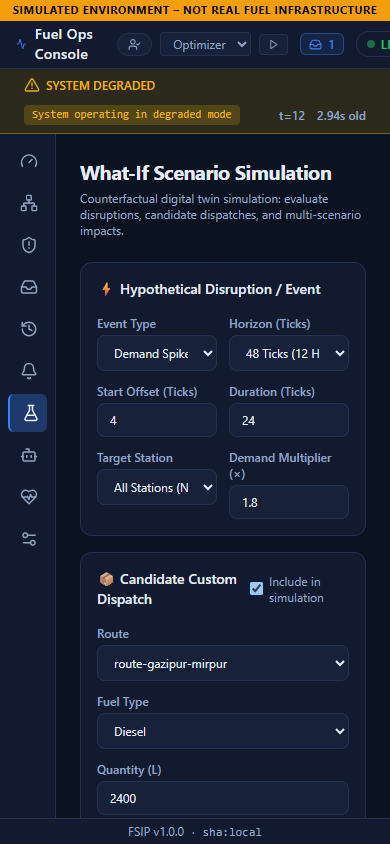 SIMULATED ENVIRONMENT – NOT REAL FUEL INFRASTRUCTURE
Fuel Ops
Console
Optimizer
1
SYSTEM DEGRADED
System operating in degraded mode
t=12 2.94s old
What-If Scenario Simulation
Counterfactual digital twin simulation: evaluate
disruptions, candidate dispatches, and multi-scenario
impacts.
Hypothetical Disruption / Event
Event Type
Horizon (Ticks)
Demand Spike
48 Ticks (12 H
Start Offset (Ticks)
Duration (Ticks)
4
24
Target Station
Demand Multiplier
(×)
All Stations (N
1.8
Candidate Custom
Dispatch
Include in
simulation
Route
route-gazipur-mirpur
Fuel Type
Diesel
Quantity (L)
2400
FSIP v1.0.0 · sha:local